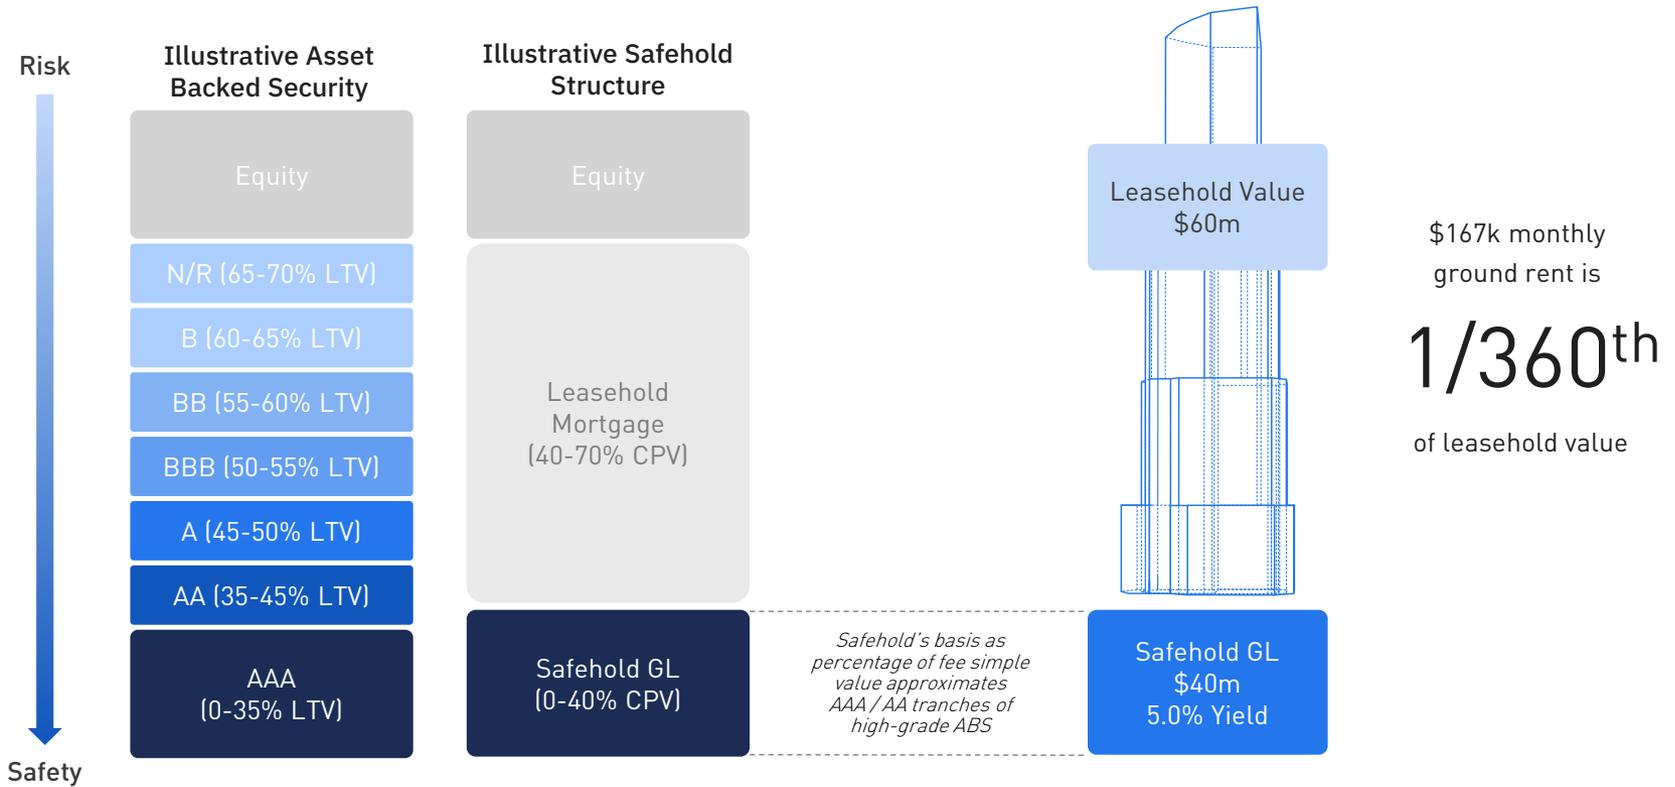 Risk
Safety
Illustrative Asset
Backed Security
Equity
N/R (65-70% LTV)
B (60-65% LTV)
BB (55-60% LTV)
BBB (50-55% LTV)
A (45-50% LTV)
AA (35-45% LTV)
AAA
(0-35% LTV)
Illustrative Safehold
Structure
Equity
Leasehold
Mortgage
(40-70% CPV)
Safehold GL
(0-40% CPV)
Safehold's basis as
percentage of fee simple
value approximates
AAA / AA tranches of
high-grade ABS
Leasehold Value
$60m
Safehold GL
$40m
5.0% Yield
$167k monthly
ground rent is
1/360th
of leasehold value